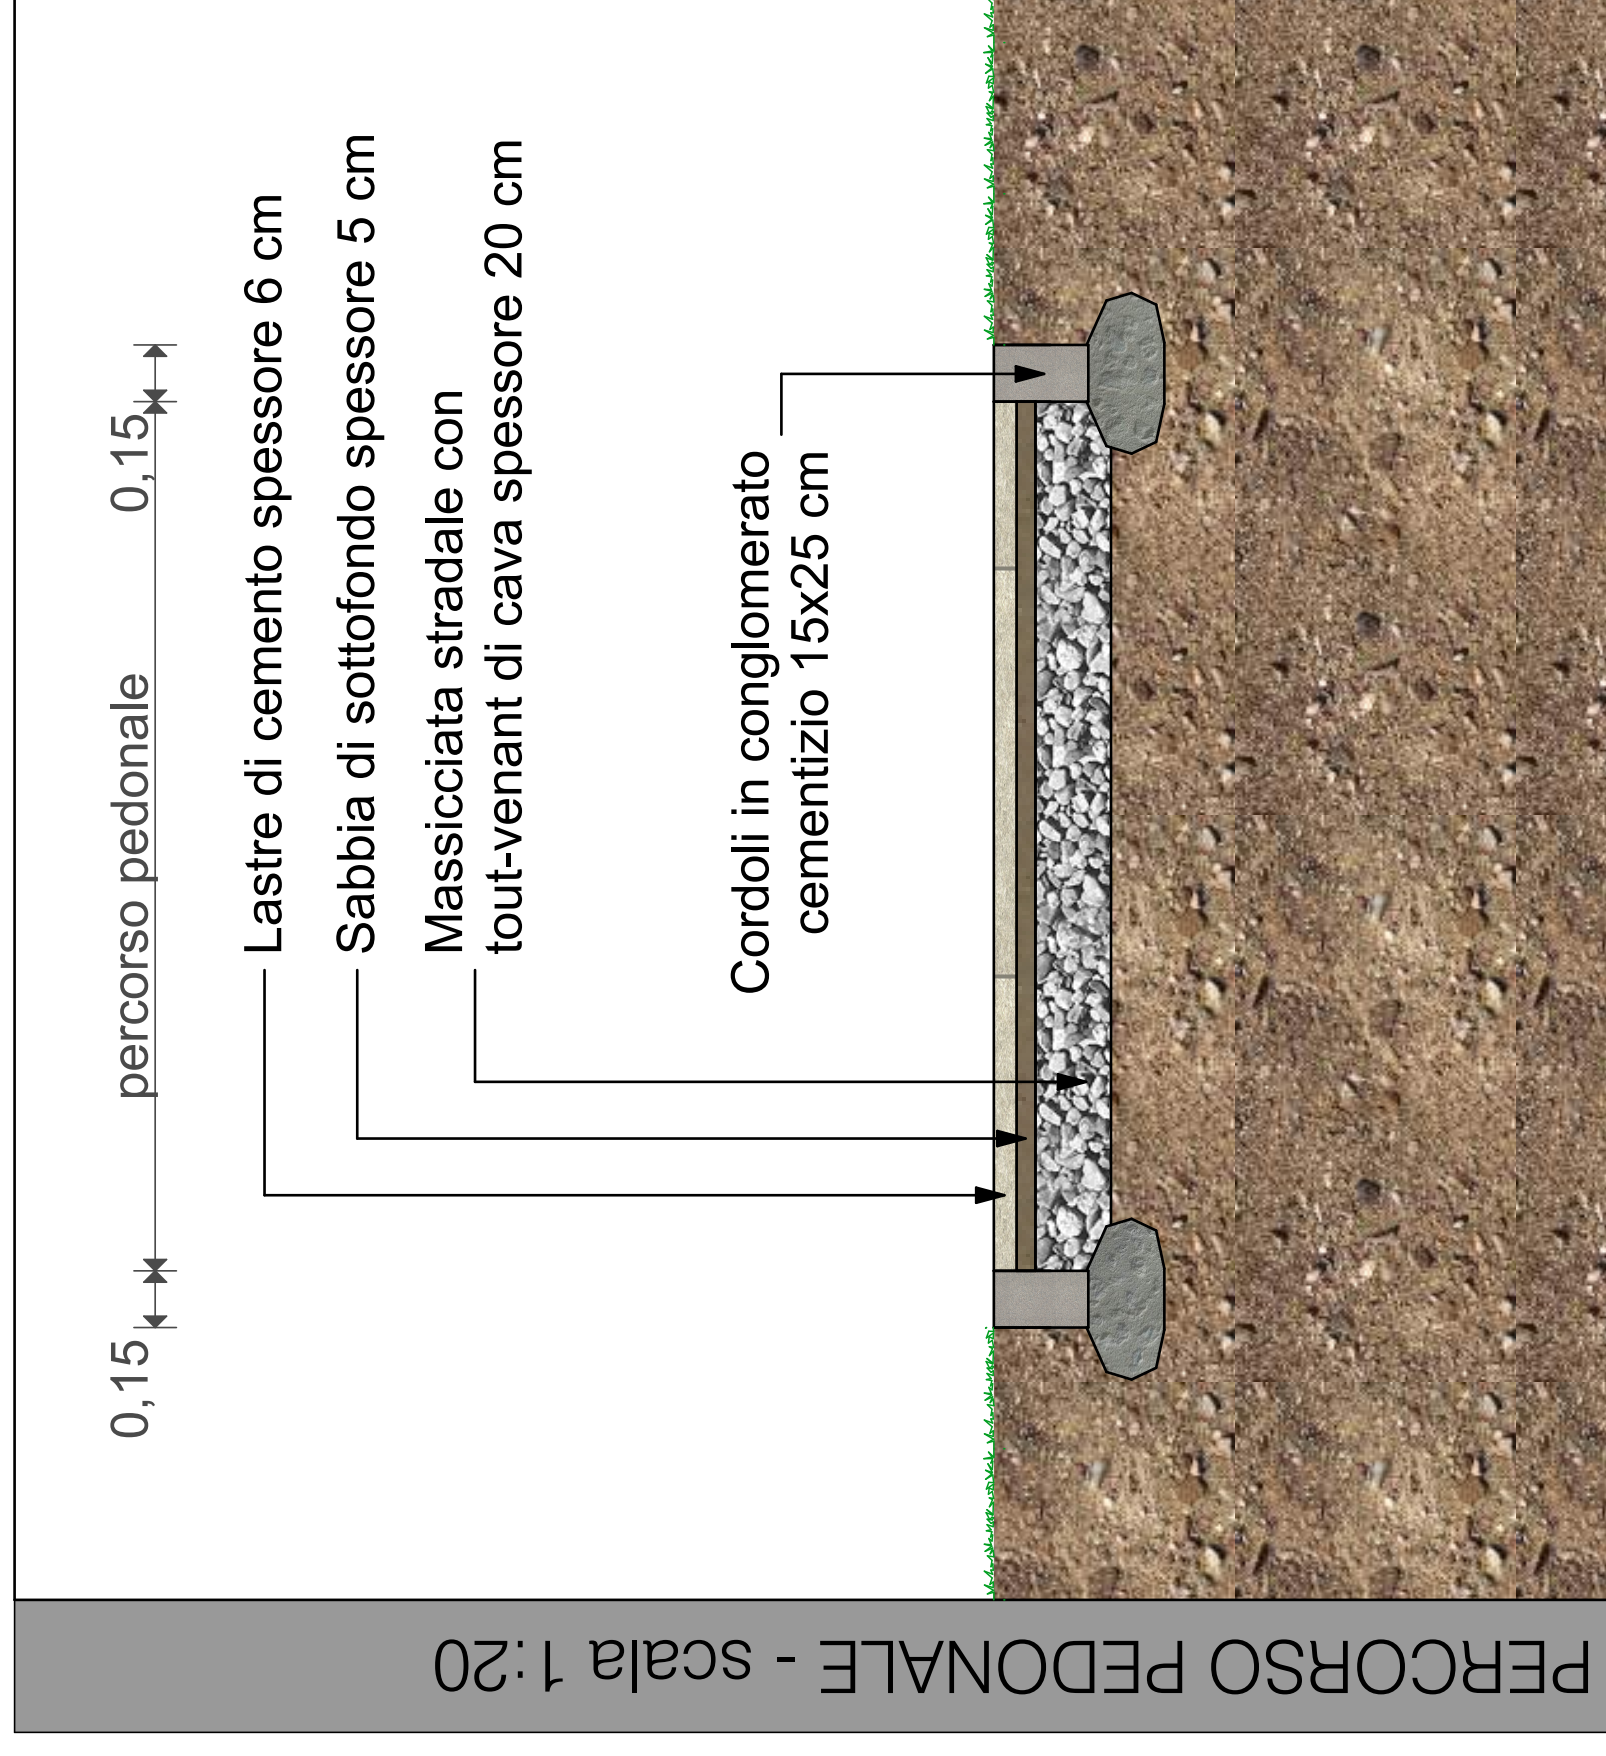 0,15
percorso pedonale
0,15
Lastre di cemento spessore 6 cm
Sabbia di sottofondo spessore 5 cm
Massicciata stradale con
tout-venant di cava spessore 20 cm
Cordoli in conglomerato
cementizio 15x25 cm
PERCORSO PEDONALE - scala 1:20